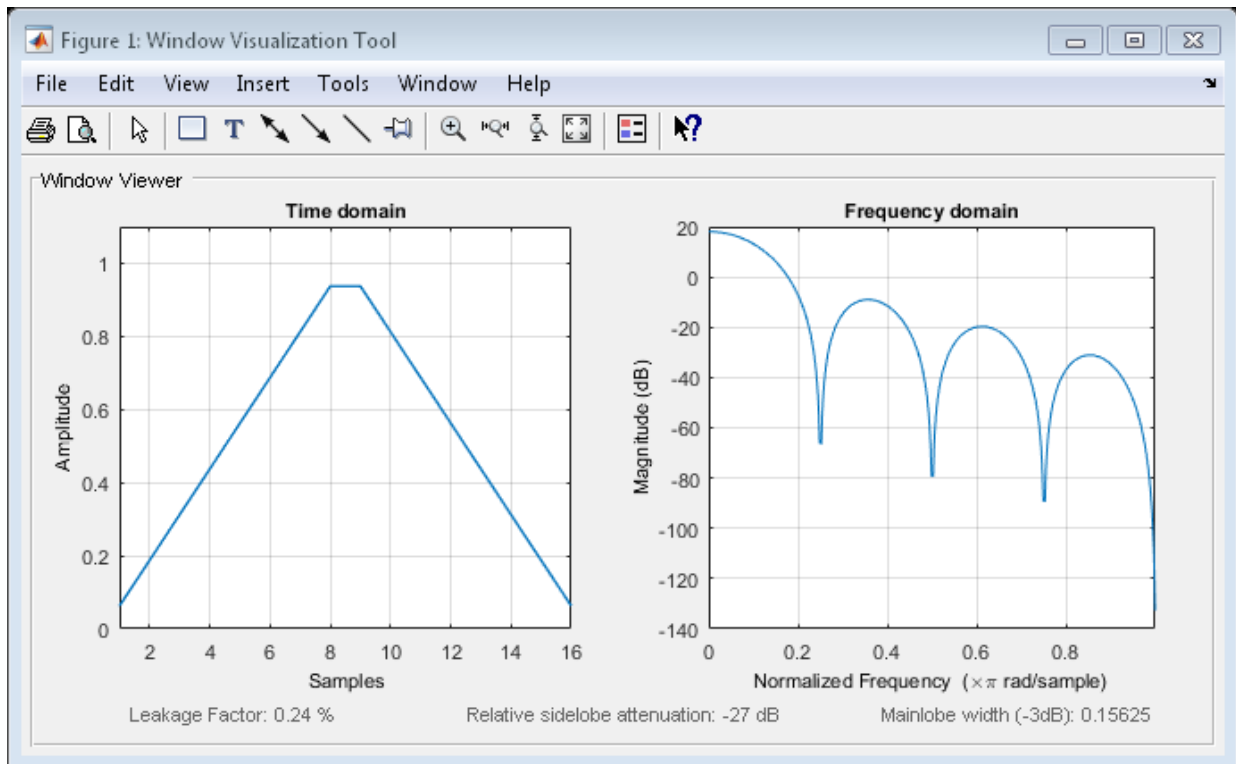 Figure 1: Window Visualization Tool
File Edit View Insert Tools Window Help
T
?
Window Viewer
Time domain
1
0.8
0.6
0.4
0.2
0
Amplitude
2 4 6 8 10 12 14 16
Samples
Frequency domain
20
0
-20
-40
-60
-80
-100
-120
-140
Magnitude (dB)
0 0.2 0.4 0.6 0.8
Normalized Frequency (×π rad/sample)
Leakage Factor: 0.24 % Relative sidelobe attenuation: -27 dB Mainlobe width (-3dB): 0.15625